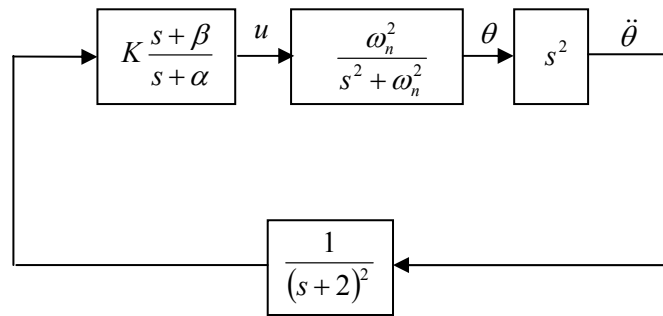 K (s + β)/(s + α)
u
ω_n^2/(s^2 + ω_n^2)
θ
s^2
θ̈
1/(s + 2)^2